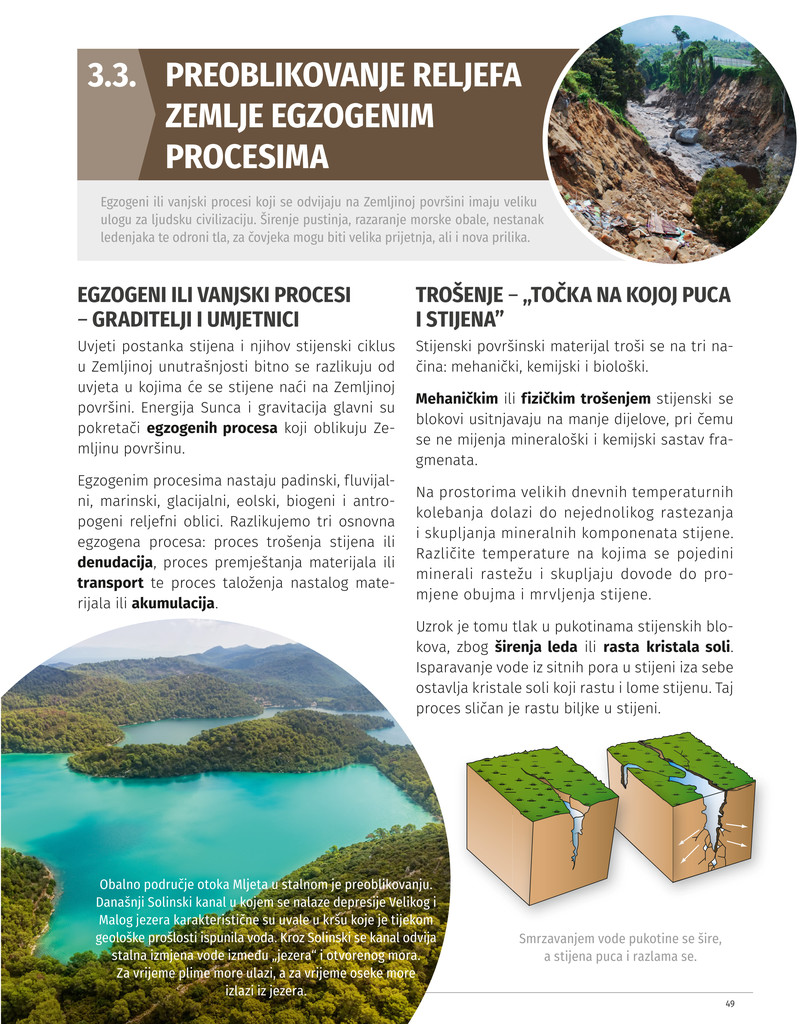 3.3. PREOBLIKOVANJE RELJEFA
ZEMLJE EGZOGENIM
PROCESIMA
Egzogeni ili vanjski procesi koji se odvijaju na Zemljinoj površini imaju veliku
ulogu za ljudsku civilizaciju. Širenje pustinja, razaranje morske obale, nestanak
ledenjaka te odroni tla, za čovjeka mogu biti velika prijetnja, ali i nova prilika.
EGZOGENI ILI VANJSKI PROCESI
– GRADITELJI I UMJETNICI
Uvjeti postanka stijena i njihov stijenski ciklus
u Zemljinoj unutrašnjosti bitno se razlikuju od
uvjeta u kojima će se stijene naći na Zemljinoj
površini. Energija Sunca i gravitacija glavni su
pokretači egzogenih procesa koji oblikuju Ze-
mljinu površinu.
Egzogenim procesima nastaju padinski, fluvijal-
ni, marinski, glacijalni, eolski, biogeni i antro-
pogeni reljefni oblici. Razlikujemo tri osnovna
egzogena procesa: proces trošenja stijena ili
denudacija, proces premještanja materijala ili
transport te proces taloženja nastalog mate-
rijala ili akumulacija.
Obalno područje otoka Mljeta u stalnom je preoblikovanju.
Današnji Solinski kanal u kojem se nalaze depresije Velikog i
Malog jezera karakteristične su uvale u kršu koje je tijekom
geološke prošlosti ispunila voda. Kroz Solinski se kanal odvija
stalna izmjena vode između „jezera“ i otvorenog mora.
Za vrijeme plime more ulazi, a za vrijeme oseke more
izlazi iz jezera.
TROŠENJE – „TOČKA NA KOJOJ PUCA
I STIJENA”
Stijenski površinski materijal troši se na tri na-
čina: mehanički, kemijski i biološki.
Mehaničkim ili fizičkim trošenjem stijenski se
blokovi usitnjavaju na manje dijelove, pri čemu
se ne mijenja mineraloški i kemijski sastav fra-
gmenata.
Na prostorima velikih dnevnih temperaturnih
kolebanja dolazi do nejednolikog rastezanja
i skupljanja mineralnih komponenata stijene.
Različite temperature na kojima se pojedini
minerali rastežu i skupljaju dovode do pro-
mjene obujma i mrvljenja stijene.
Uzrok je tomu tlak u pukotinama stijenskih blo-
kova, zbog širenja leda ili rasta kristala soli.
Isparavanje vode iz sitnih pora u stijeni iza sebe
ostavlja kristale soli koji rastu i lome stijenu. Taj
proces sličan je rastu biljke u stijeni.
Smrzavanjem vode pukotine se šire,
a stijena puca i razlama se.
49